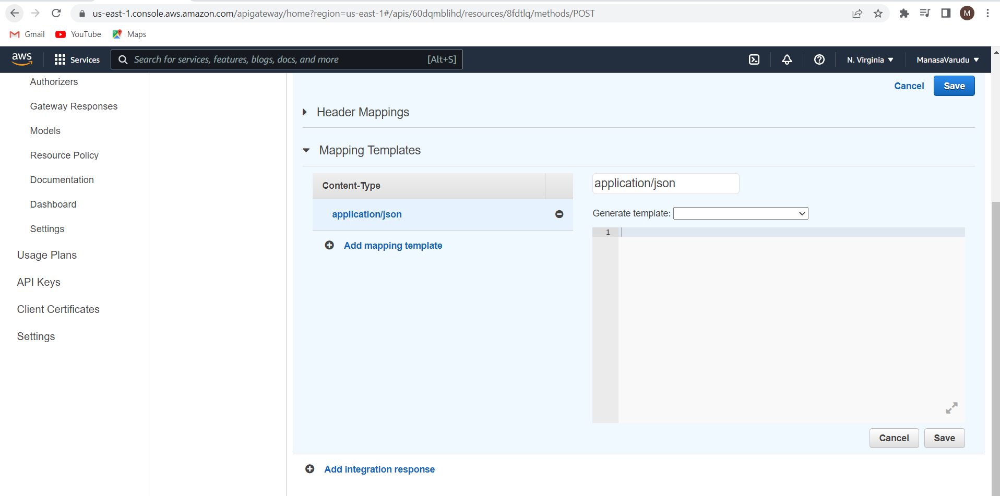 us-east-1.console.aws.amazon.com/apigateway/home?region=us-east-1#/apis/60dqmblihd/resources/8fdtlq/methods/POST
M
Gmail YouTube Maps
aws Services Search for services, features, blogs, docs, and more [Alt+S] N. Virginia ManasaVarudu
Authorizers
Gateway Responses
Models
Resource Policy
Documentation
Dashboard
Settings
Usage Plans
API Keys
Client Certificates
Settings
Cancel Save
Header Mappings
Mapping Templates
Content-Type
application/json
Add mapping template
application/json
Generate template:
1
Cancel Save
Add integration response